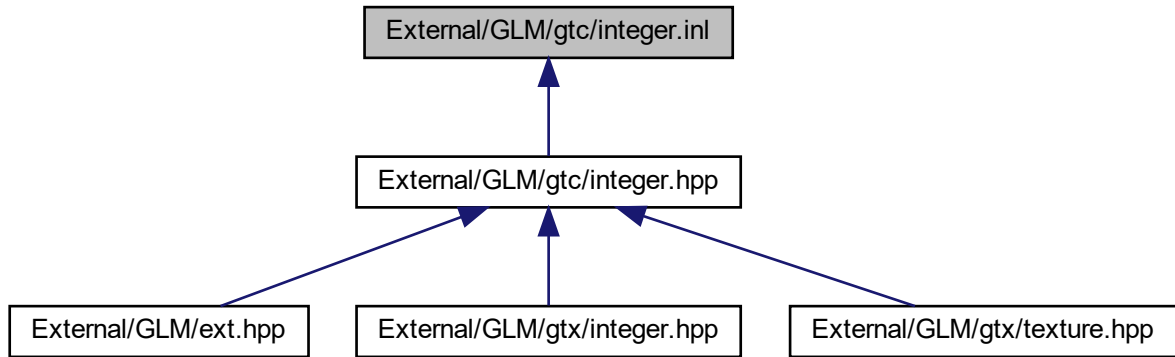 External/GLM/gtc/integer.inl
External/GLM/gtc/integer.hpp
External/GLM/ext.hpp
External/GLM/gtx/integer.hpp
External/GLM/gtx/texture.hpp